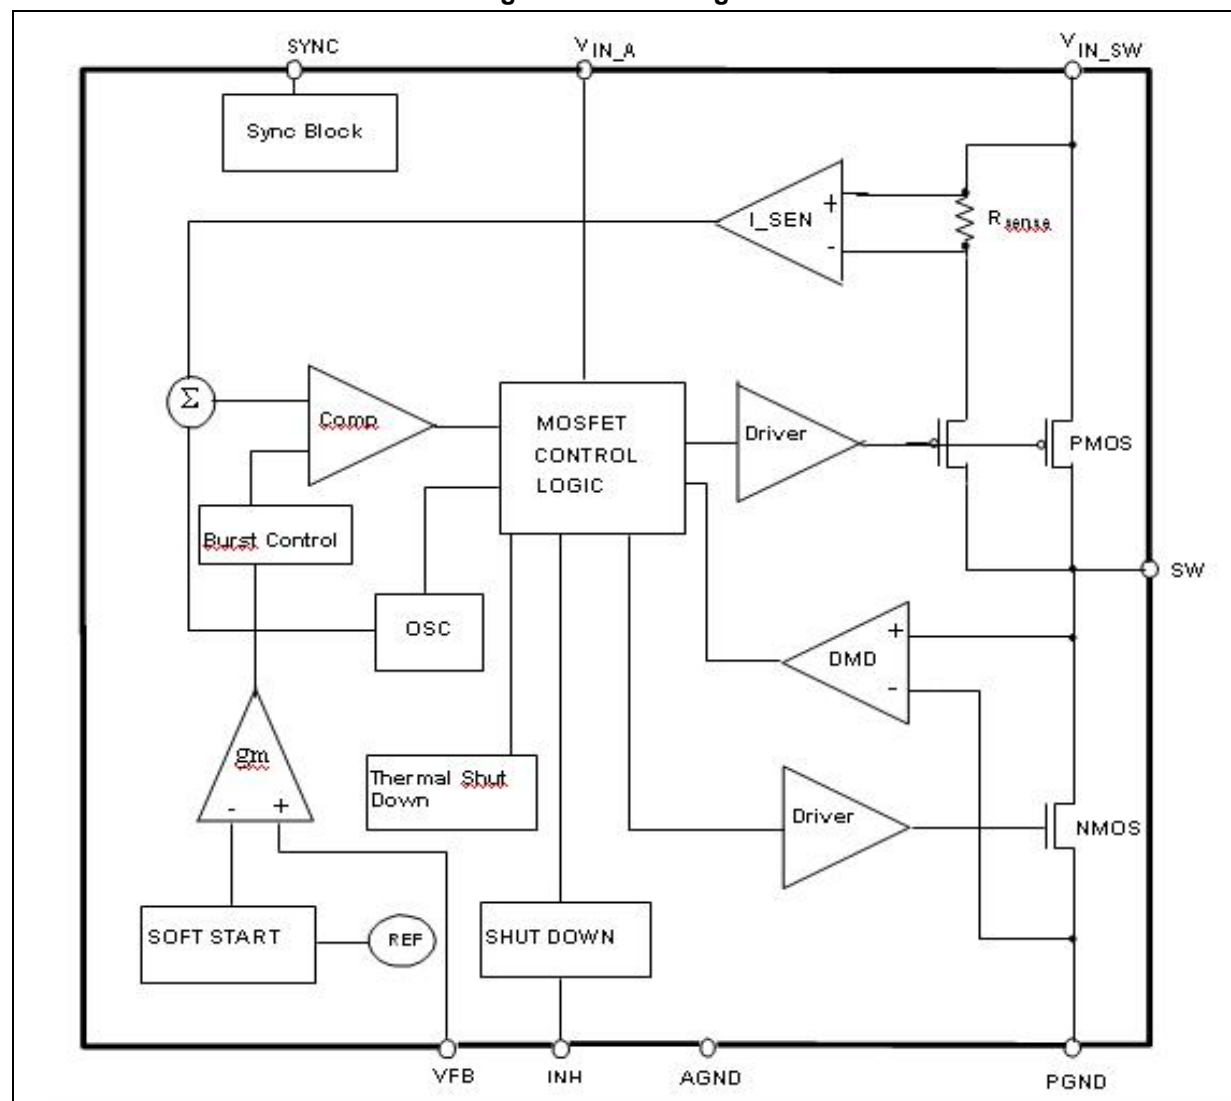 SYNC
VIN_A
VIN_SW
Sync Block
I_SEN
+
-
Rsense
Σ
Comp
MOSFET
CONTROL
LOGIC
Driver
PMOS
Burst Control
OSC
SW
+
DMD
-
gm
- +
Thermal Shut
Down
Driver
NMOS
SOFT START
REF
SHUT DOWN
VFB
INH
AGND
PGND